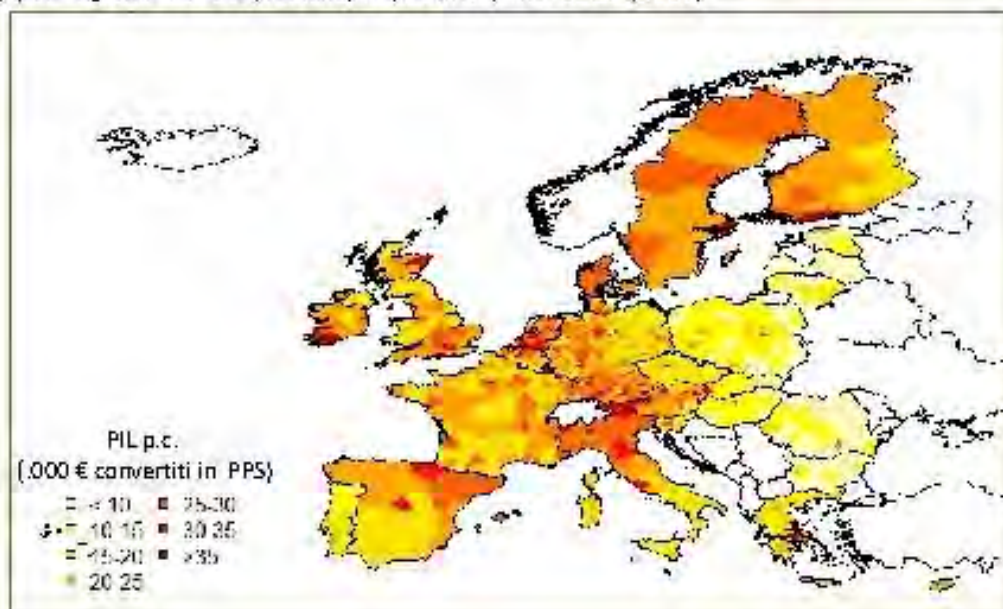 PIL p.c.
(.000 € convertiti in PPS)
< 10 25-30
10-15 30-35
15-20 >35
20-25